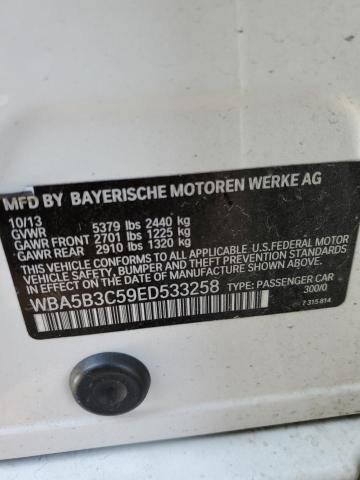 MFD BY BAYERISCHE MOTOREN WERKE AG
10/13
GVWR 5379 lbs 2440 kg
GAWR FRONT 2701 lbs 1225 kg
GAWR REAR 2910 lbs 1320 kg
THIS VEHICLE CONFORMS TO ALL APPLICABLE U.S.FEDERAL MOTOR
VEHICLE SAFETY, BUMPER, AND THEFT PREVENTION STANDARDS
IN EFFECT ON THE DATE OF MANUFACTURE SHOWN ABOVE.
WBA5B3C59ED533258 TYPE: PASSENGER CAR
300/0
7 315 814